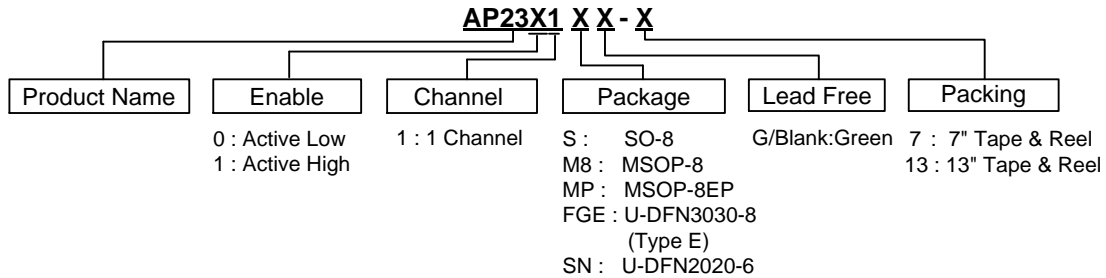 AP23X1 X X - X
Product Name Enable Channel Package Lead Free Packing
0 : Active Low 1 : 1 Channel S : SO-8 G/Blank:Green 7 : 7" Tape & Reel
1 : Active High M8 : MSOP-8 13 : 13" Tape & Reel
MP : MSOP-8EP
FGE : U-DFN3030-8
(Type E)
SN : U-DFN2020-6